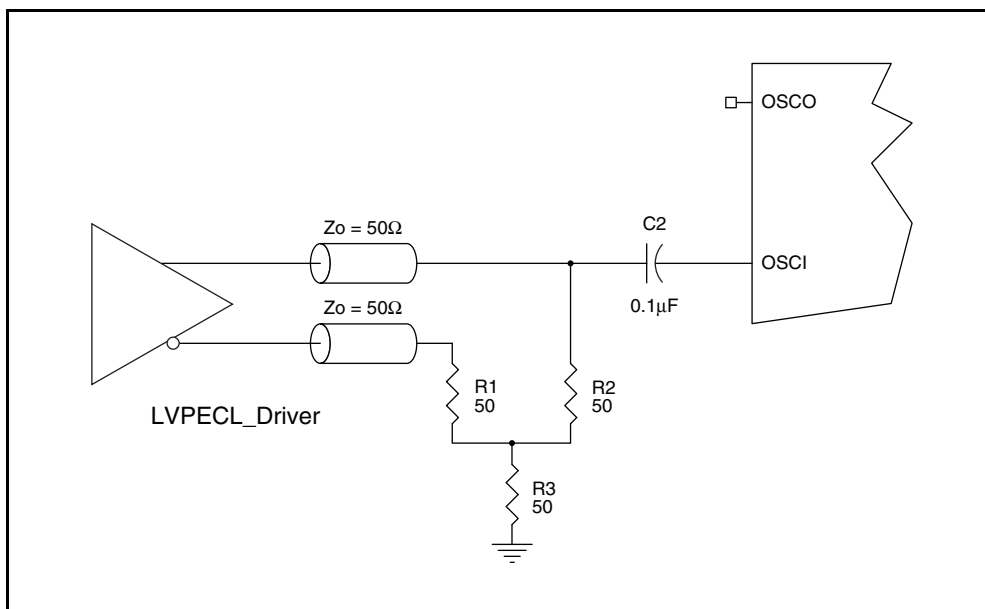 OSCO
Zo = 50Ω
C2
OSCI
0.1μF
Zo = 50Ω
R1
50
R2
50
LVPECL_Driver
R3
50